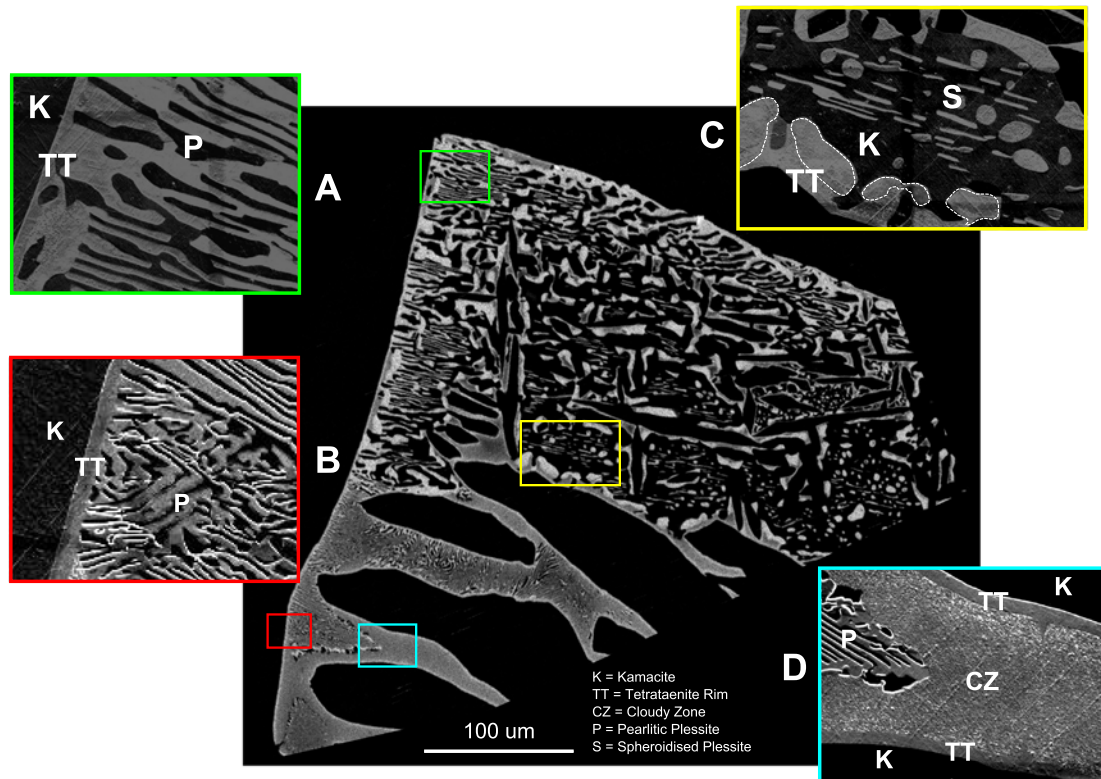 K
P
TT
A
C
S
K
TT
K
TT
P
B
K
TT
P
CZ
D
TT
K
K = Kamacite
TT = Tetrataenite Rim
CZ = Cloudy Zone
P = Pearlitic Plessite
S = Spheroidised Plessite
100 um